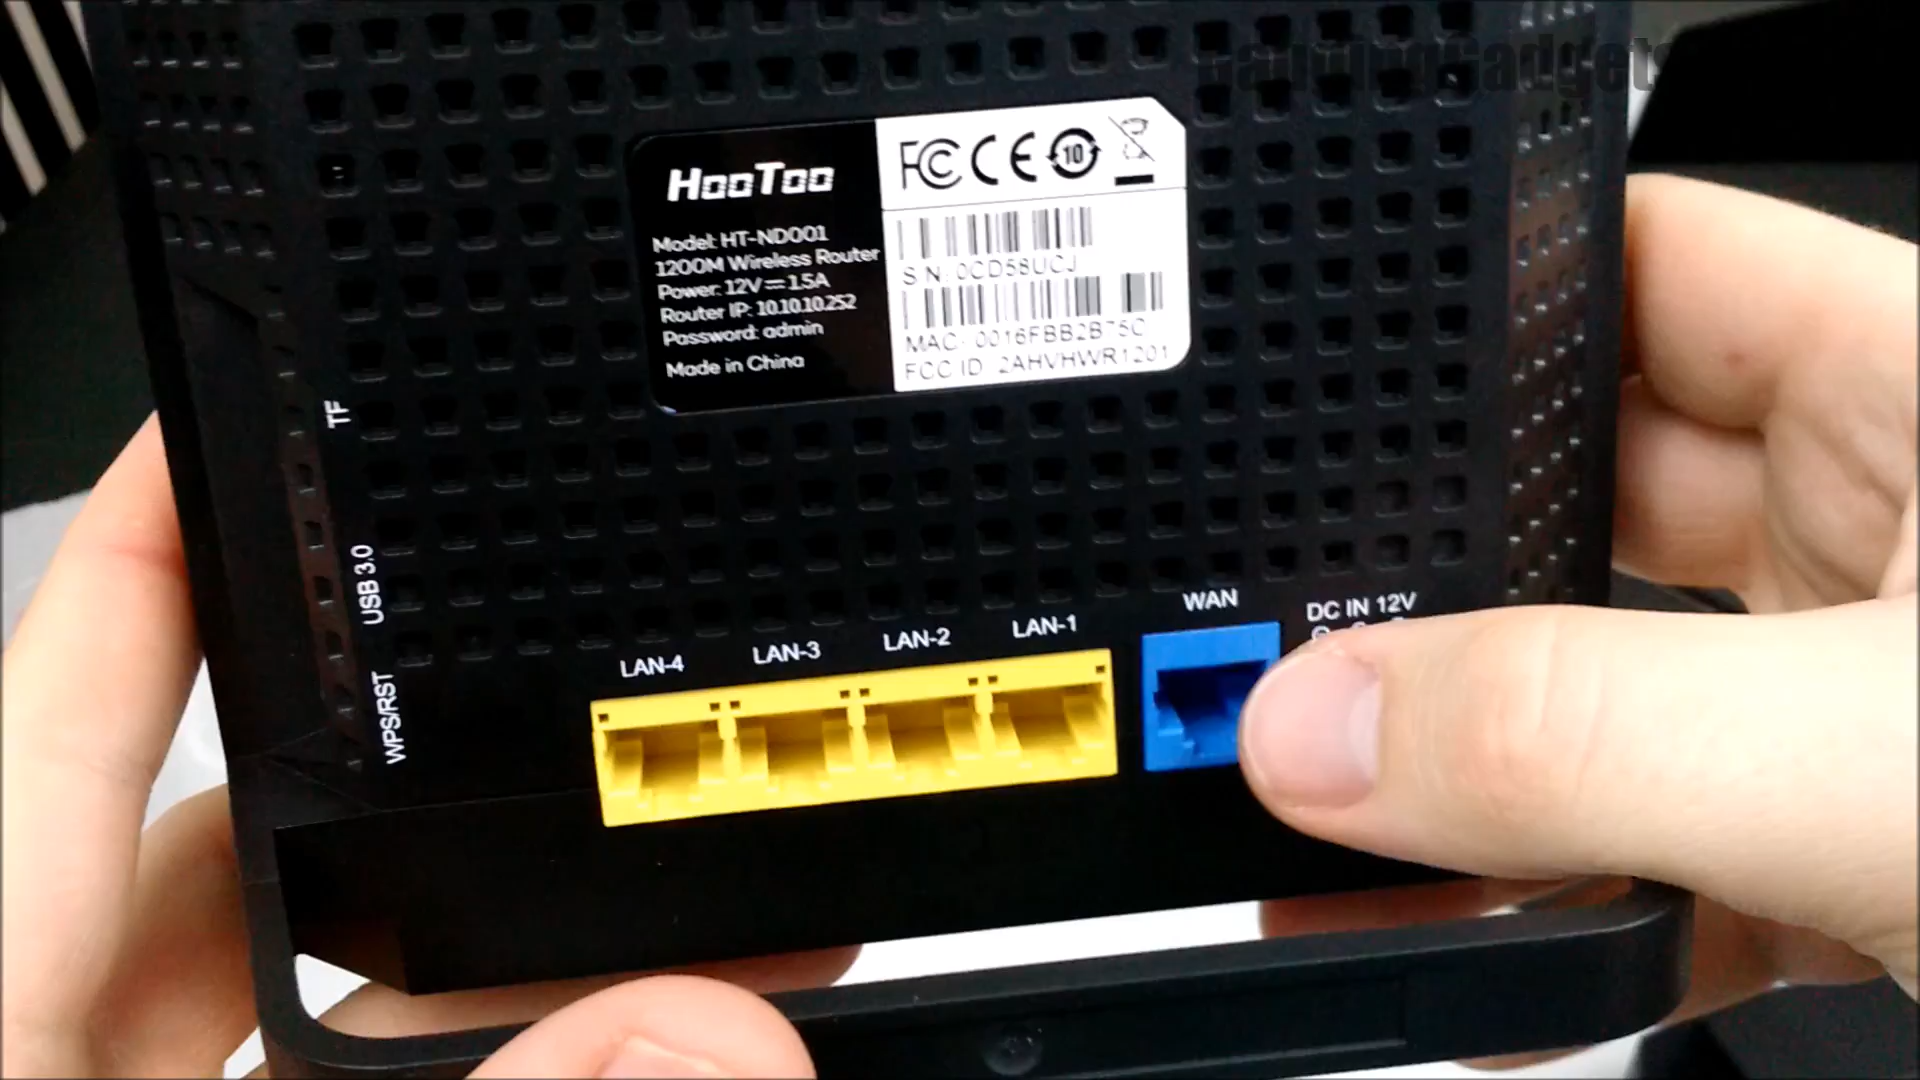 GadgingGadgets
HooToo
Model: HT-ND001
1200M Wireless Router
Power: 12V⎓1.5A
Router IP: 10.10.10.252
Password: admin
Made in China
FC CE 10
S/N: 0CD58UCJ
MAC: 0016FBB2B75C
FCC ID: 2AHVHWR1201
TF
USB 3.0
WPS/RST
LAN-4
LAN-3
LAN-2
LAN-1
WAN
DC IN 12V